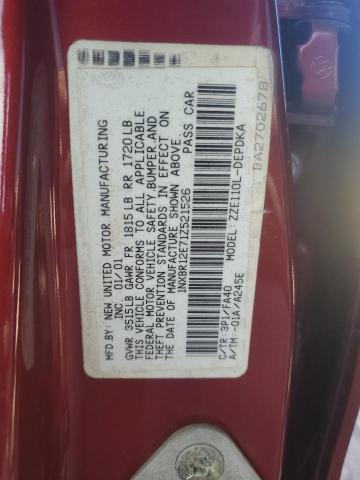 MFD. BY: NEW UNITED MOTOR MANUFACTURING
INC. 01/01
GVWR 3515LB GAWR FR 1815LB RR 1720LB
THIS VEHICLE CONFORMS TO ALL APPLICABLE
FEDERAL MOTOR VEHICLE SAFETY BUMPER AND
THEFT PREVENTION STANDARDS IN EFFECT ON
THE DATE OF MANUFACTURE SHOWN ABOVE.
1NXBR12E71Z521526 PASS CAR
MODEL: ZZE110L-DEPDKA
C/TR: 3P1/FA40
A/TM: -01A/A245E
BA2702678